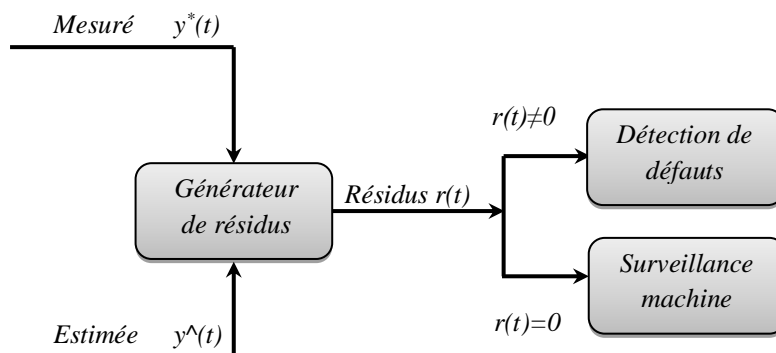 Mesuré y*(t)
r(t)≠0
Détection de
défauts
Générateur
de résidus
Résidus r(t)
Surveillance
machine
r(t)=0
Estimée y^(t)